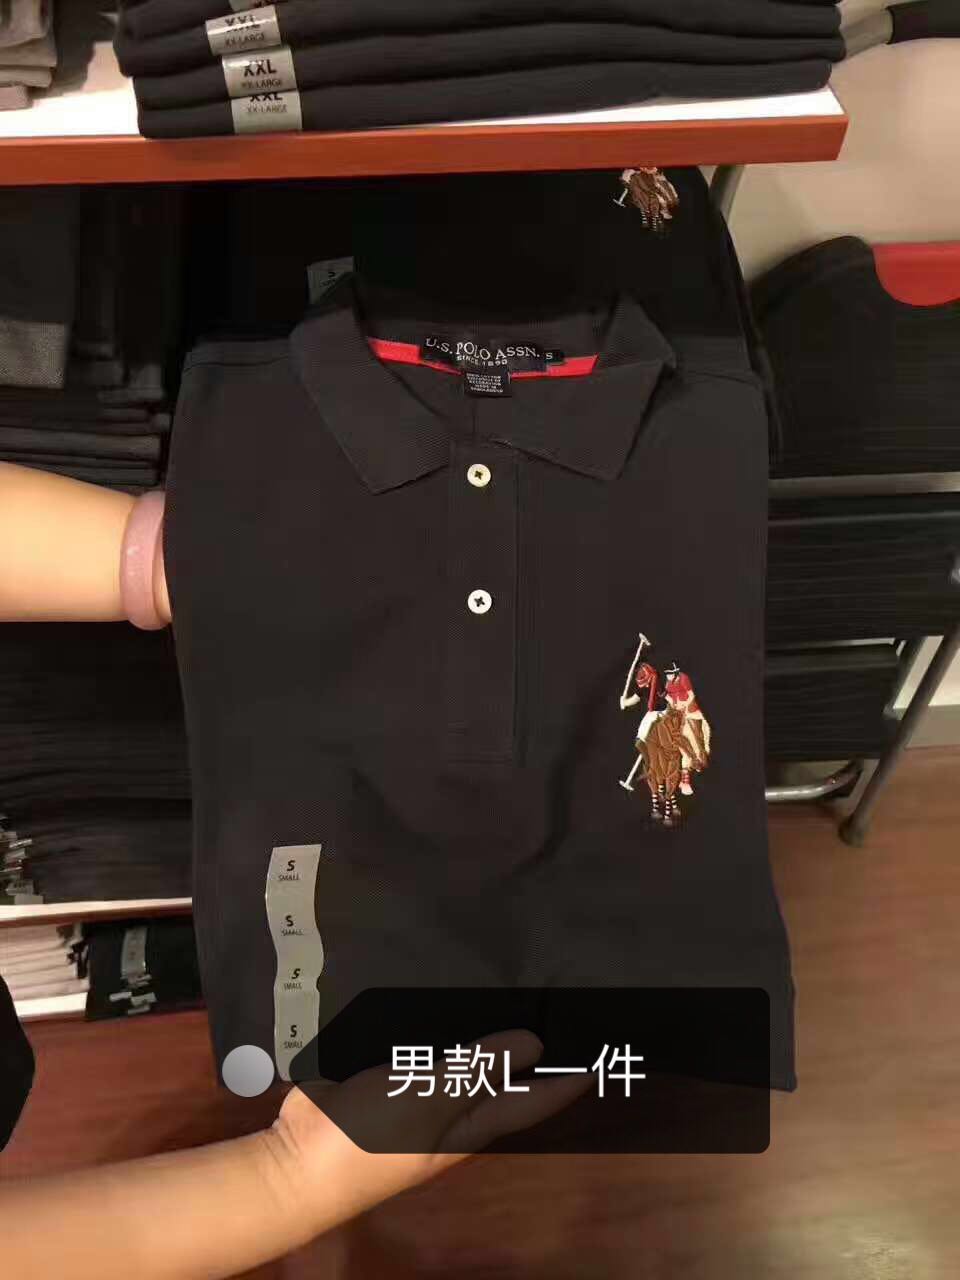 XXL
XX-LARGE
XXL
XX-LARGE
XXL
XX-LARGE
S
U.S. POLO ASSN. S
SINCE 1890
S
SMALL
S
SMALL
S
SMALL
S
SMALL
男款L一件